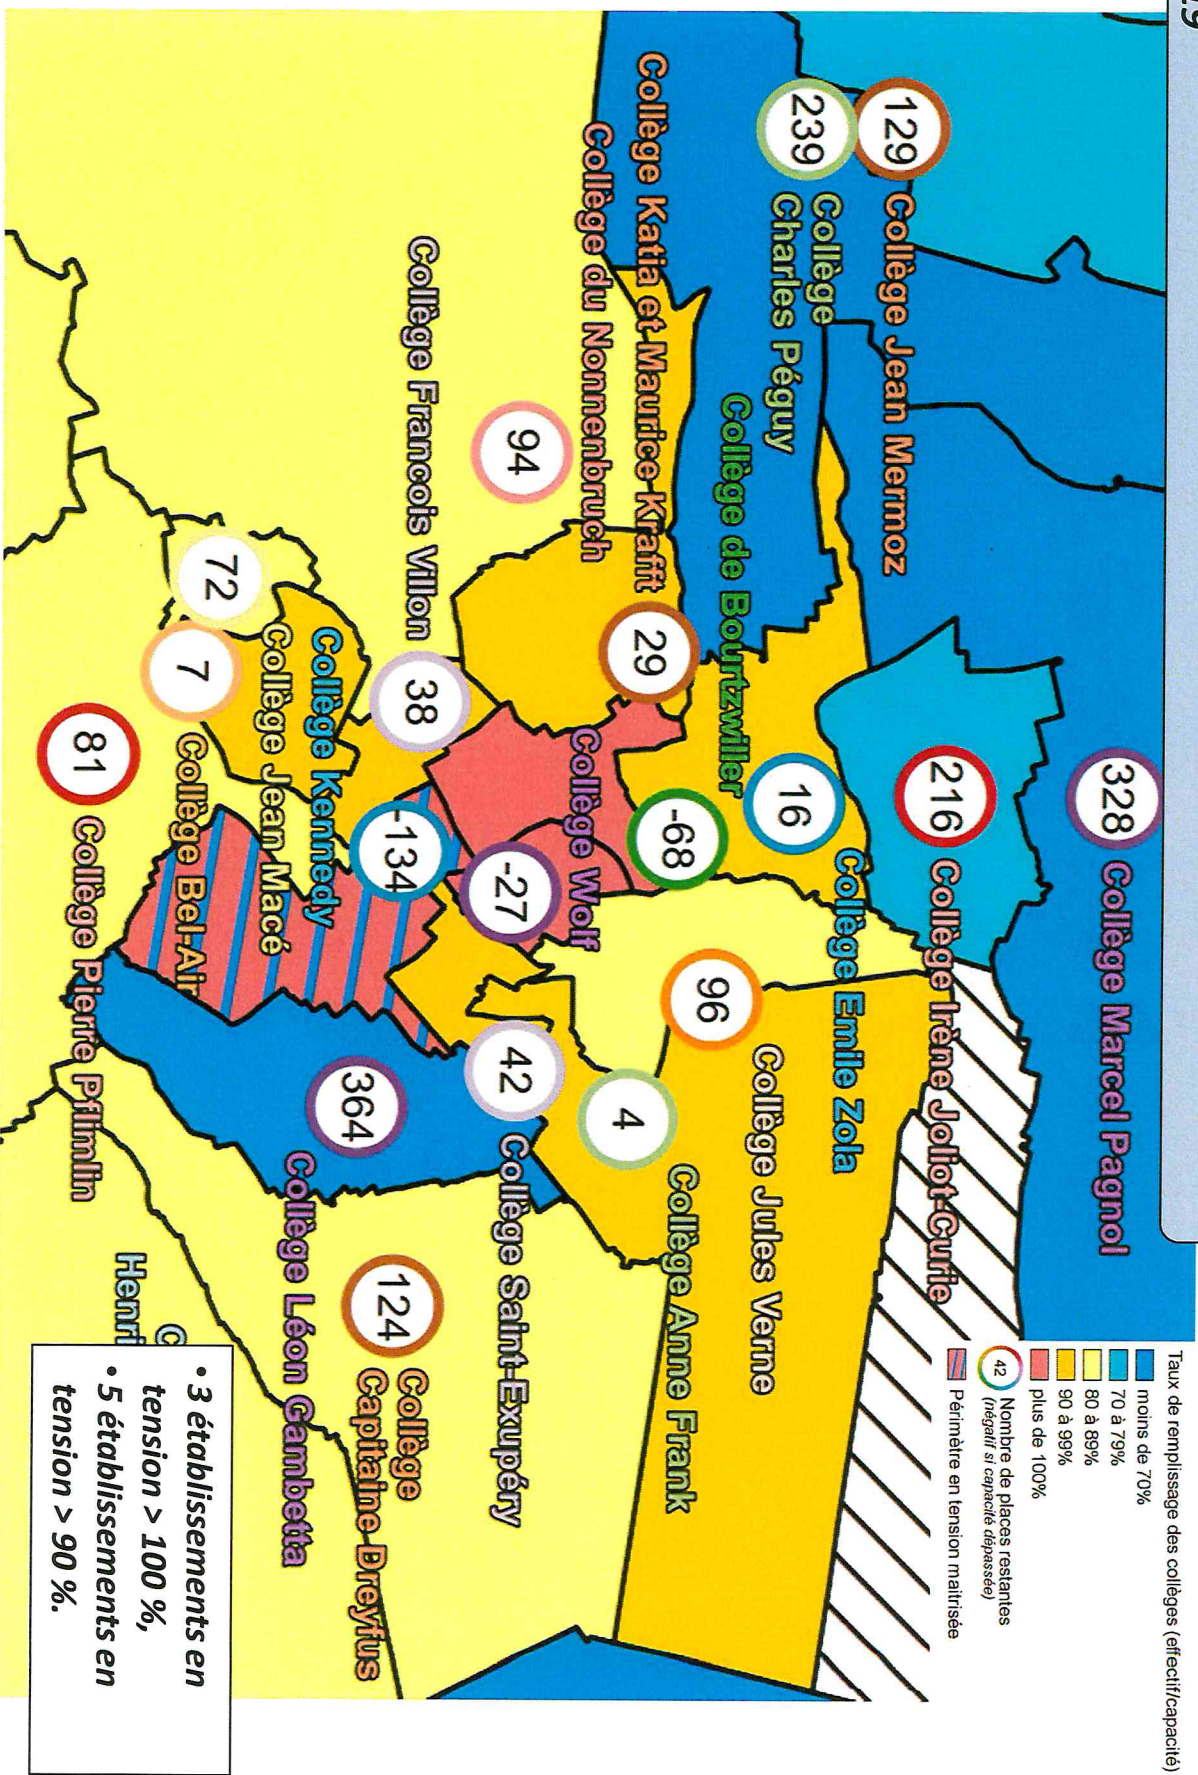 29
Taux de remplissage des collèges (effectif/capacité)
moins de 70%
70 à 79%
80 à 89%
90 à 99%
plus de 100%
42
Nombre de places restantes
(négatif si capacité dépassée)
Périmètre en tension maitrisée
328
Collège Marcel Pagnol
129
Collège Jean Mermoz
216
Collège Irène Joliot-Curie
239
Collège
Charles Péguy
16
Collège Emile Zola
Collège de Bourtzwiller
-68
96
Collège Jules Verne
Collège Katia et Maurice Krafft
29
Collège du Nonnenbruch
94
4
Collège Anne Frank
Collège Wolf
-27
42
Collège Saint-Exupéry
Collège Francois Villon
38
-134
Collège Kennedy
124
Collège
Capitaine Dreyfus
364
Collège Léon Gambetta
72
Collège Jean Macé
7
Collège Bel-Air
81
Collège Pierre Pflimlin
Henri
• 3 établissements en
tension > 100 %,
• 5 établissements en
tension > 90 %.